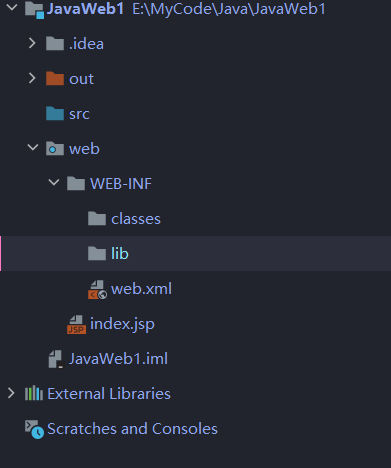 JavaWeb1 E:\MyCode\Java\JavaWeb1
.idea
out
src
web
WEB-INF
classes
lib
web.xml
index.jsp
JavaWeb1.iml
External Libraries
Scratches and Consoles